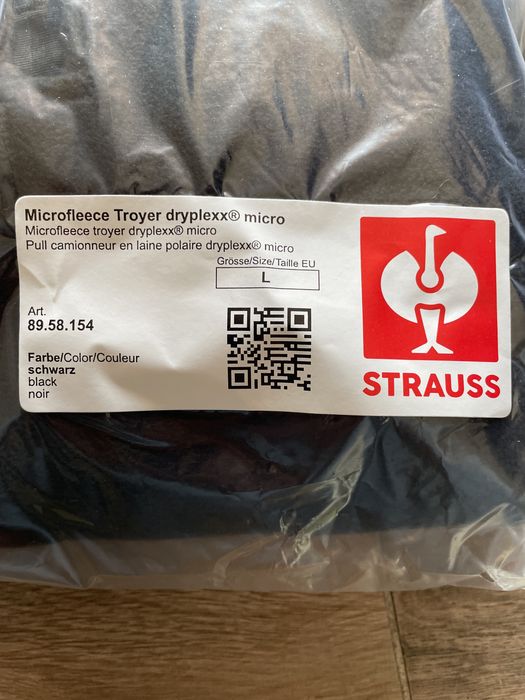 Microfleece Troyer dryplexx® micro
Microfleece troyer dryplexx® micro
Pull camionneur en laine polaire dryplexx® micro
Grösse/Size/Taille EU
L
Art.
89.58.154
Farbe/Color/Couleur
schwarz
black
noir
STRAUSS